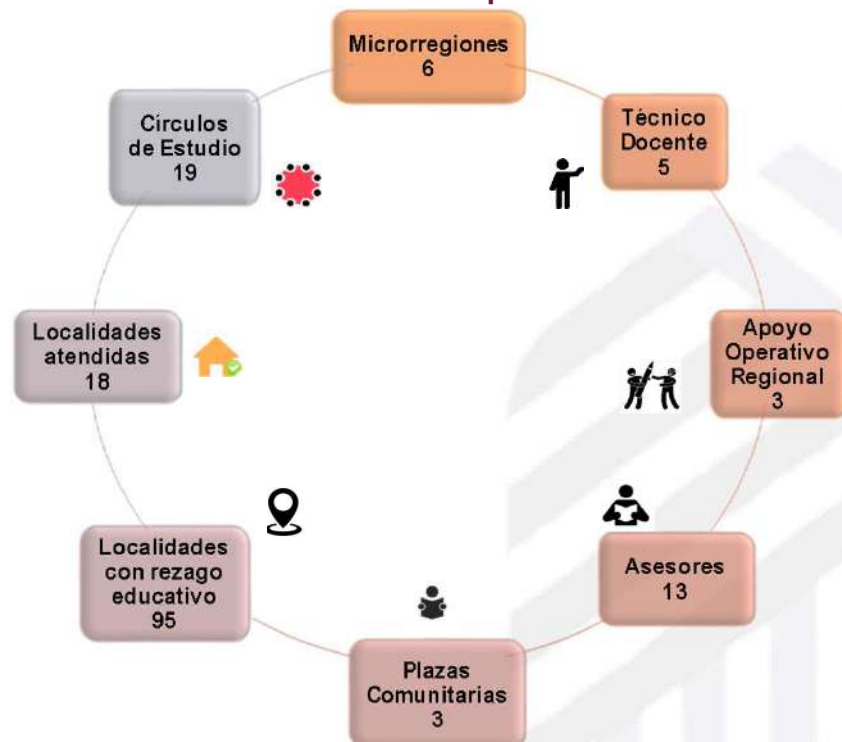 Microrregiones
6
Técnico
Docente
5
Apoyo
Operativo
Regional
3
Asesores
13
Plazas
Comunitarias
3
Localidades
con rezago
educativo
95
Localidades
atendidas
18
Círculos
de Estudio
19